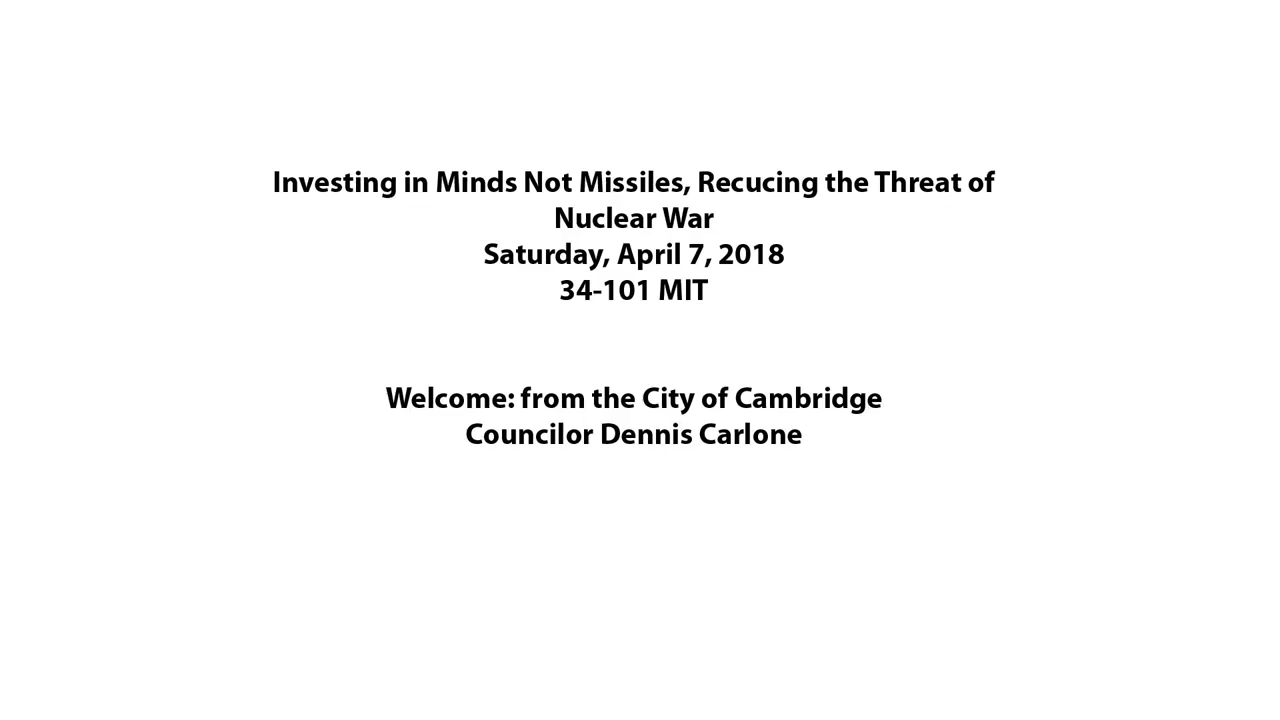 Investing in Minds Not Missiles, Recucing the Threat of
Nuclear War
Saturday, April 7, 2018
34-101 MIT
Welcome: from the City of Cambridge
Councilor Dennis Carlone